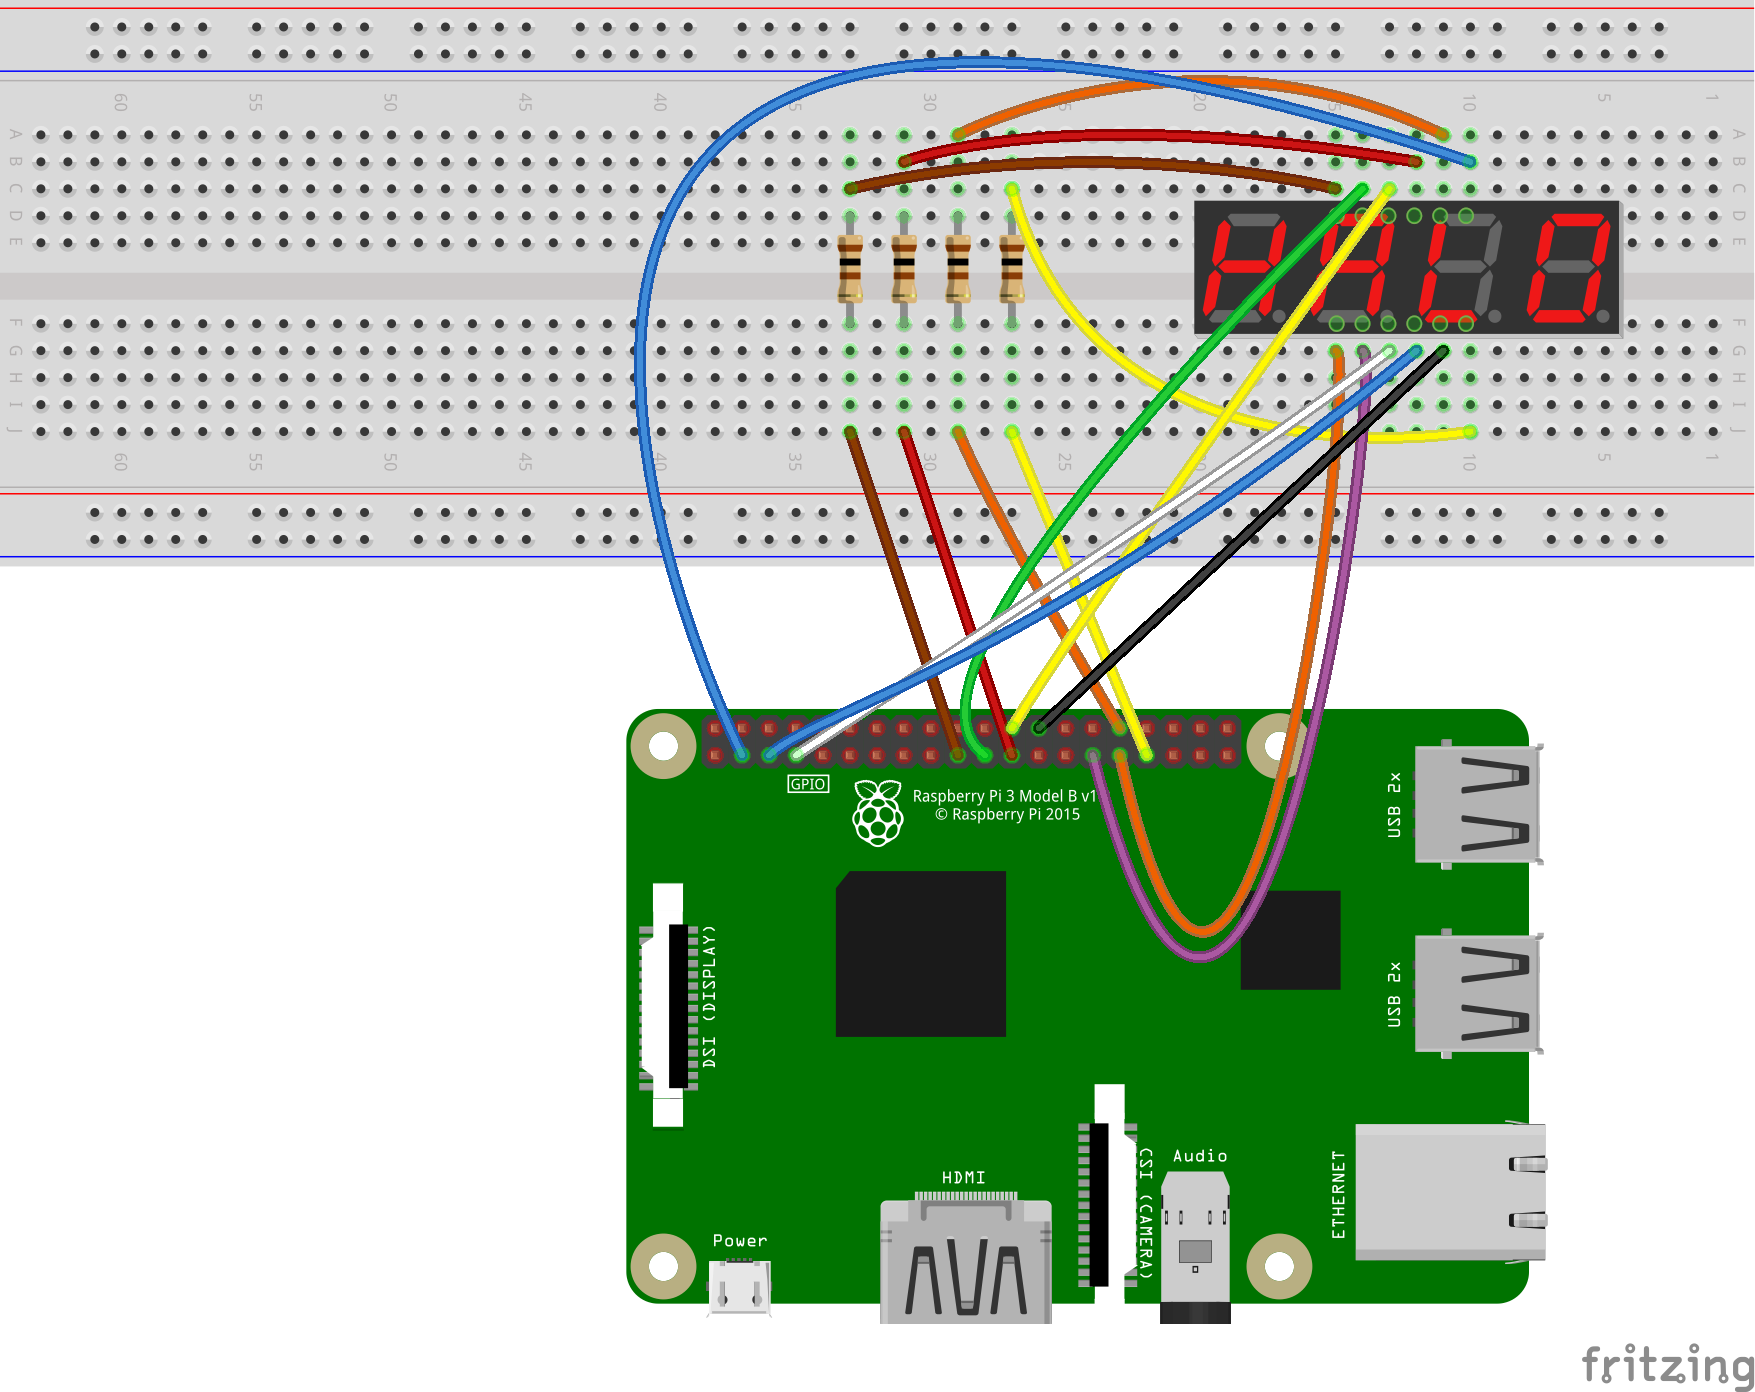 60 55 50 45 40 35 30 25 20 15 10 5 1
A A
B B
C C
D D
E E
HALO
F F
G G
H H
I I
J J
60 55 50 45 40 35 30 25 20 10 5 1
GPIO
Raspberry Pi 3 Model B v1
© Raspberry Pi 2015
USB 2x
USB 2x
DSI (DISPLAY)
CSI (CAMERA)
Audio
ETHERNET
HDMI
Power
fritzing